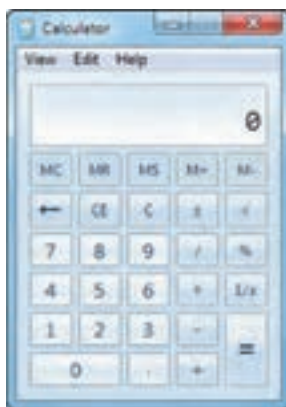 Calculator
View Edit Help
0
MC MR MS M+ M-
← CE C ±
7 8 9 / %
4 5 6 * 1/x
1 2 3 - =
0 . +